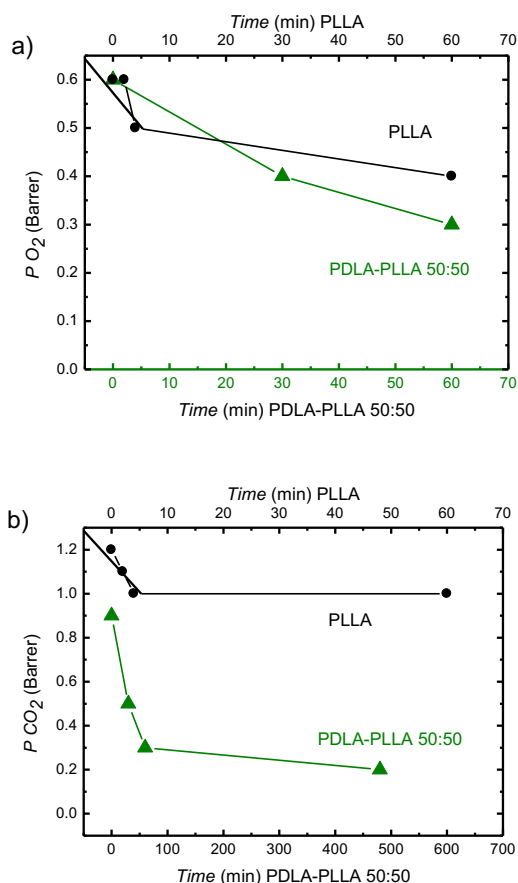 a)
Time (min) PLLA
0 10 20 30 40 50 60 70
0.6
0.5
0.4
0.3
0.2
0.1
0.0
P O2 (Barrer)
PLLA
PDLA-PLLA 50:50
0 10 20 30 40 50 60 70
Time (min) PDLA-PLLA 50:50
b)
Time (min) PLLA
0 10 20 30 40 50 60 70
1.2
1.0
0.8
0.6
0.4
0.2
0.0
P CO2 (Barrer)
PLLA
PDLA-PLLA 50:50
0 100 200 300 400 500 600 700
Time (min) PDLA-PLLA 50:50